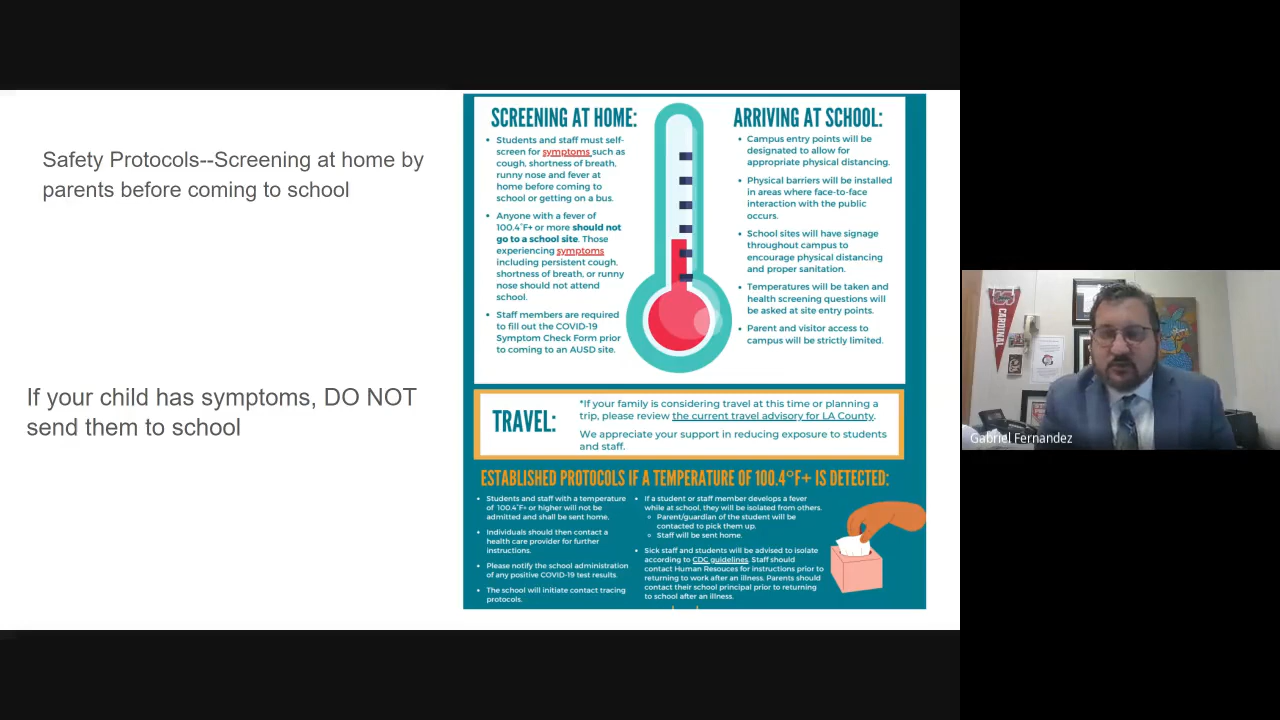 Safety Protocols--Screening at home by
parents before coming to school
If your child has symptoms, DO NOT
send them to school
SCREENING AT HOME:
• Students and staff must self-
screen for symptoms such as
cough, shortness of breath,
runny nose and fever at
home before coming to
school or getting on a bus.
• Anyone with a fever of
100.4°F+ or more should not
go to a school site. Those
experiencing symptoms
including persistent cough,
shortness of breath, or runny
nose should not attend
school.
• Staff members are required
to fill out the COVID-19
Symptom Check Form prior
to coming to an AUSD site.
ARRIVING AT SCHOOL:
• Campus entry points will be
designated to allow for
appropriate physical distancing.
• Physical barriers will be installed
in areas where face-to-face
interaction with the public
occurs.
• School sites will have signage
throughout campus to
encourage physical distancing
and proper sanitation.
• Temperatures will be taken and
health screening questions will
be asked at site entry points.
• Parent and visitor access to
campus will be strictly limited.
TRAVEL:
*If your family is considering travel at this time or planning a
trip, please review the current travel advisory for LA County.
We appreciate your support in reducing exposure to students
and staff.
ESTABLISHED PROTOCOLS IF A TEMPERATURE OF 100.4°F+ IS DETECTED:
• Students and staff with a temperature
of 100.4°F+ or higher will not be
admitted and shall be sent home.
• Individuals should then contact a
health care provider for further
instructions.
• Please notify the school administration
of any positive COVID-19 test results.
• The school will initiate contact tracing
protocols.
• If a student or staff member develops a fever
while at school, they will be isolated from others.
○ Parent/guardian of the student will be
contacted to pick them up.
○ Staff will be sent home.
• Sick staff and students will be advised to isolate
according to CDC guidelines. Staff should
contact Human Resouces for instructions prior to
returning to work after an illness. Parents should
contact their school principal prior to returning
to school after an illness.
CARDINAL
Gabriel Fernandez